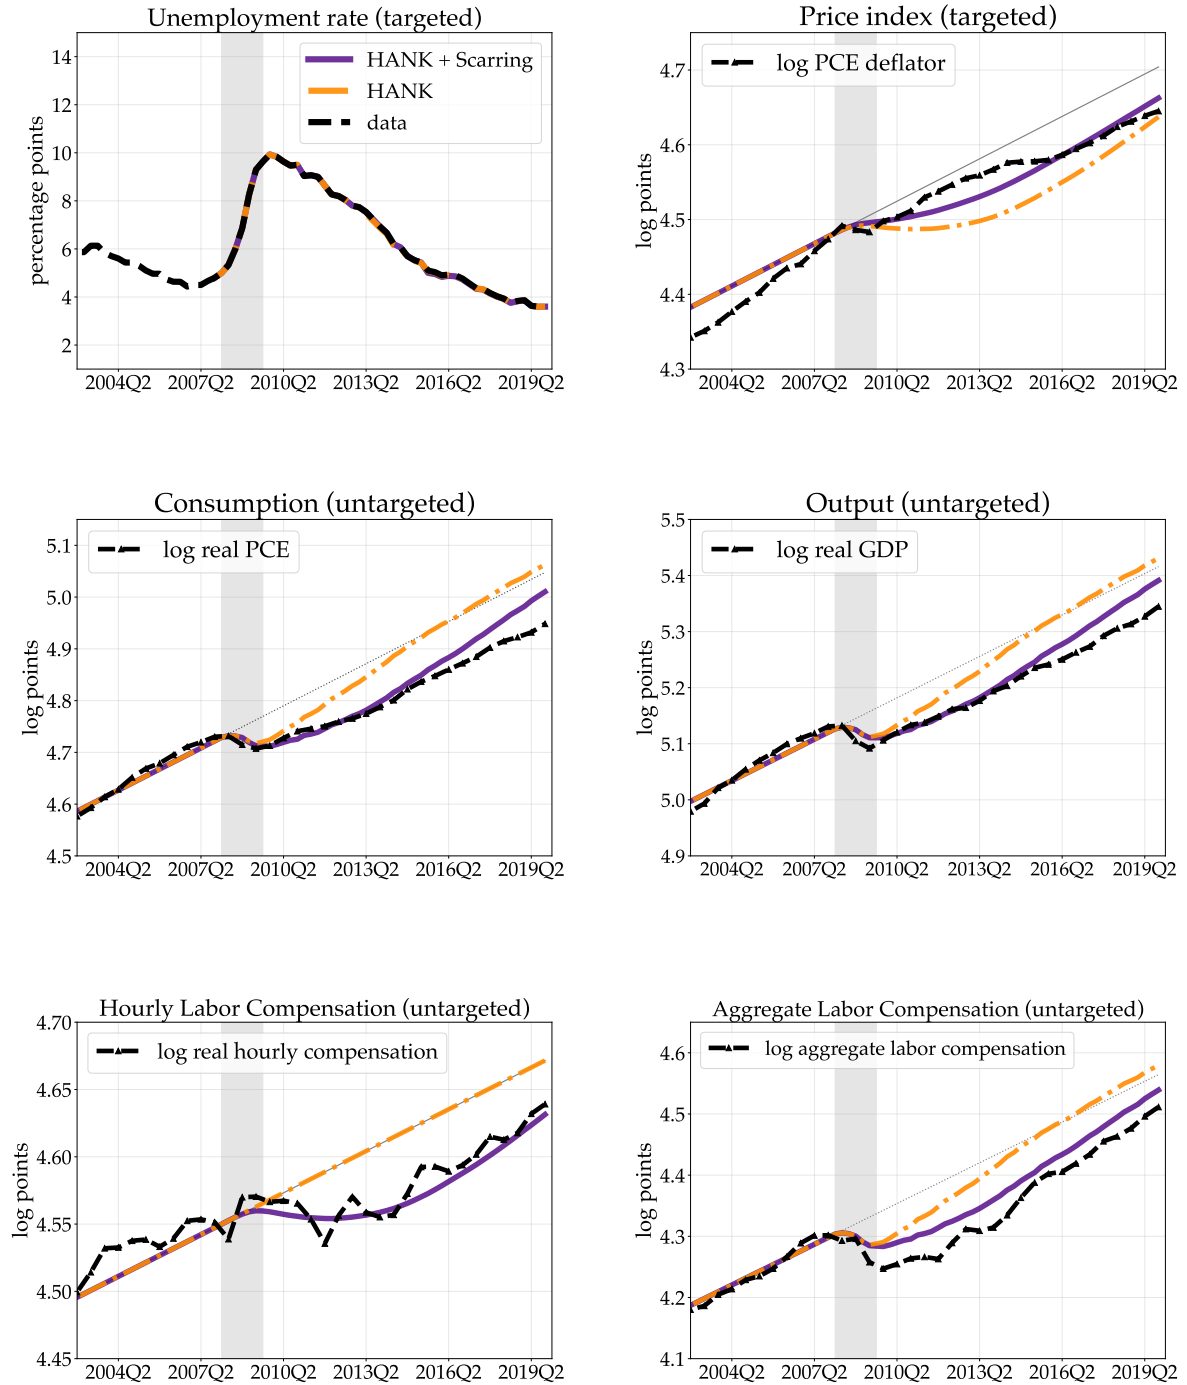 Unemployment rate (targeted)
percentage points
14
12
10
8
6
4
2
HANK + Scarring
HANK
data
2004Q2 2007Q2 2010Q2 2013Q2 2016Q2 2019Q2
Price index (targeted)
log points
4.7
4.6
4.5
4.4
4.3
log PCE deflator
2004Q2 2007Q2 2010Q2 2013Q2 2016Q2 2019Q2
Consumption (untargeted)
log points
5.1
5.0
4.9
4.8
4.7
4.6
4.5
log real PCE
2004Q2 2007Q2 2010Q2 2013Q2 2016Q2 2019Q2
Output (untargeted)
log points
5.5
5.4
5.3
5.2
5.1
5.0
4.9
log real GDP
2004Q2 2007Q2 2010Q2 2013Q2 2016Q2 2019Q2
Hourly Labor Compensation (untargeted)
log points
4.70
4.65
4.60
4.55
4.50
4.45
log real hourly compensation
2004Q2 2007Q2 2010Q2 2013Q2 2016Q2 2019Q2
Aggregate Labor Compensation (untargeted)
log points
4.6
4.5
4.4
4.3
4.2
4.1
log aggregate labor compensation
2004Q2 2007Q2 2010Q2 2013Q2 2016Q2 2019Q2